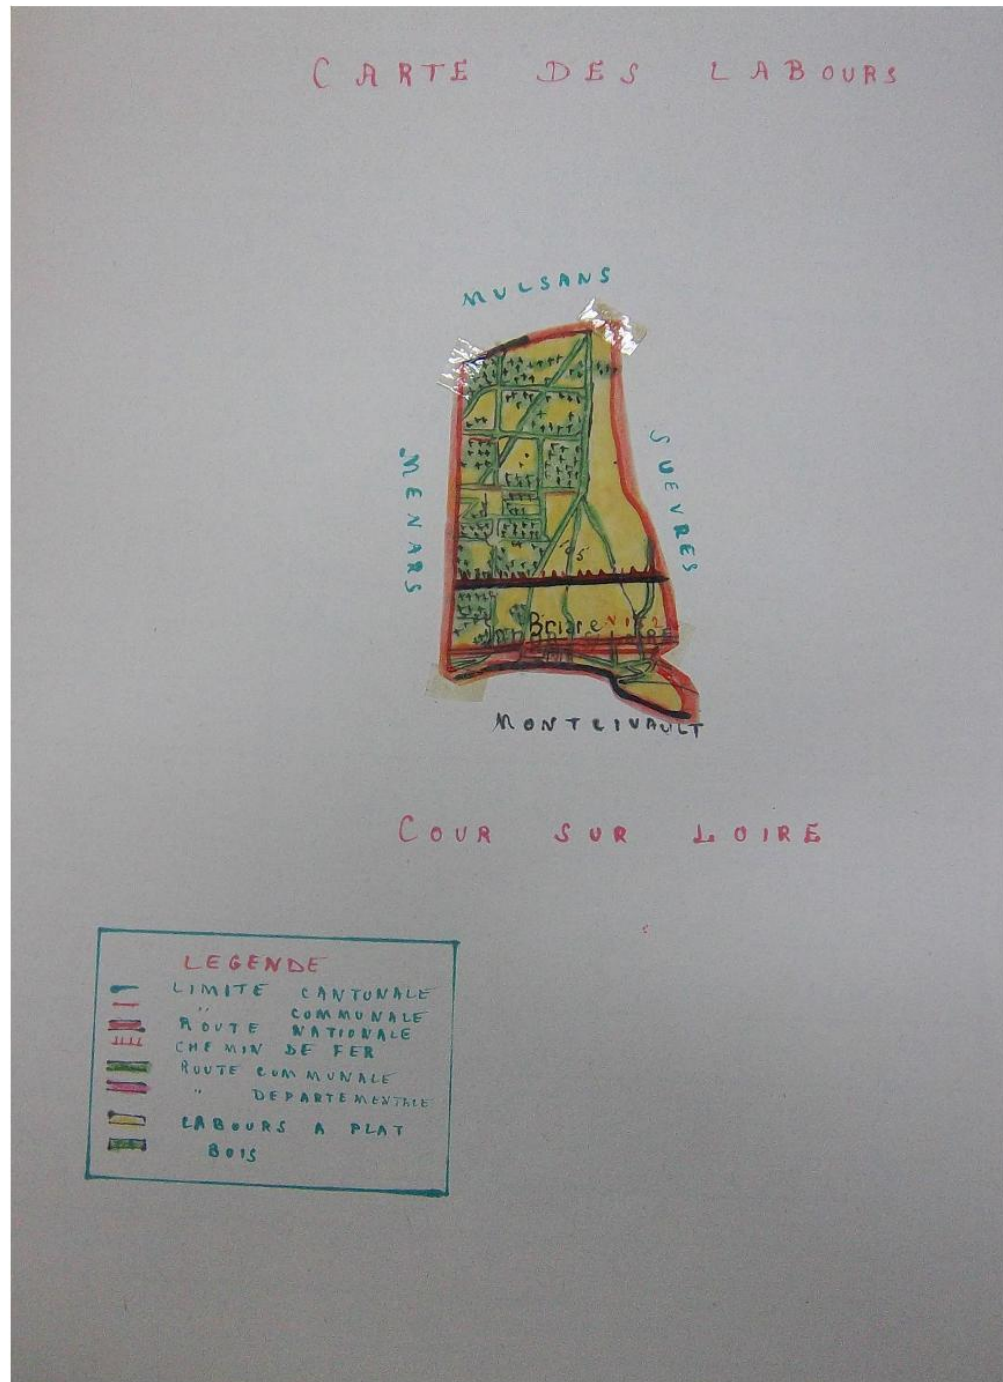 CARTE DES LABOURS
MULSANS
MENARS
SUEVRES
Briare
MONTLIVAULT
COUR SUR LOIRE
LEGENDE
LIMITE CANTONALE
" COMMUNALE
ROUTE NATIONALE
CHEMIN DE FER
ROUTE COMMUNALE
" DEPARTEMENTALE
LABOURS A PLAT
BOIS